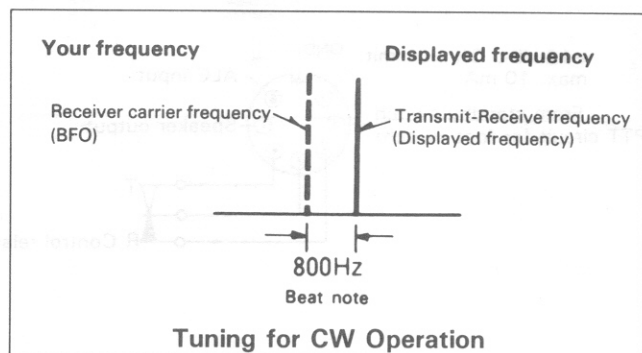 Your frequency
Displayed frequency
Receiver carrier frequency
(BFO)
Transmit-Receive frequency
(Displayed frequency)
800Hz
Beat note
Tuning for CW Operation